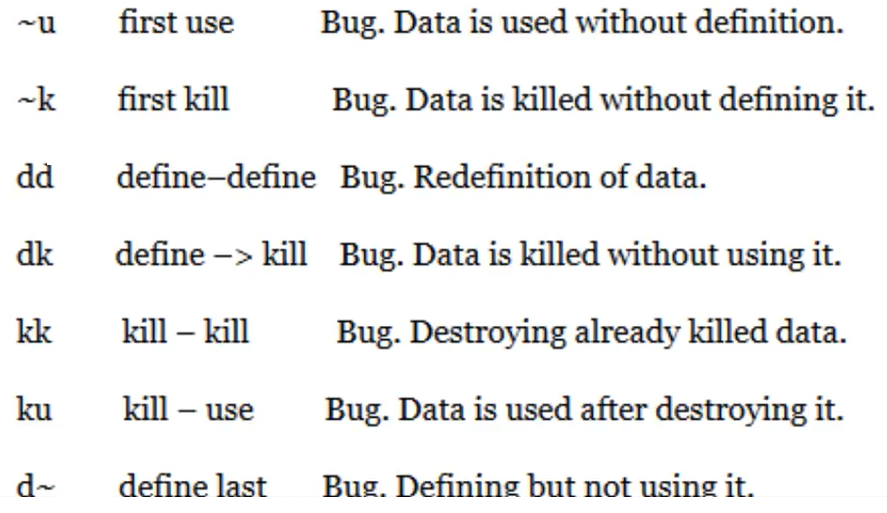 ~u first use Bug. Data is used without definition.
~k first kill Bug. Data is killed without defining it.
dd define–define Bug. Redefinition of data.
dk define –> kill Bug. Data is killed without using it.
kk kill – kill Bug. Destroying already killed data.
ku kill – use Bug. Data is used after destroying it.
d~ define last Bug. Defining but not using it.